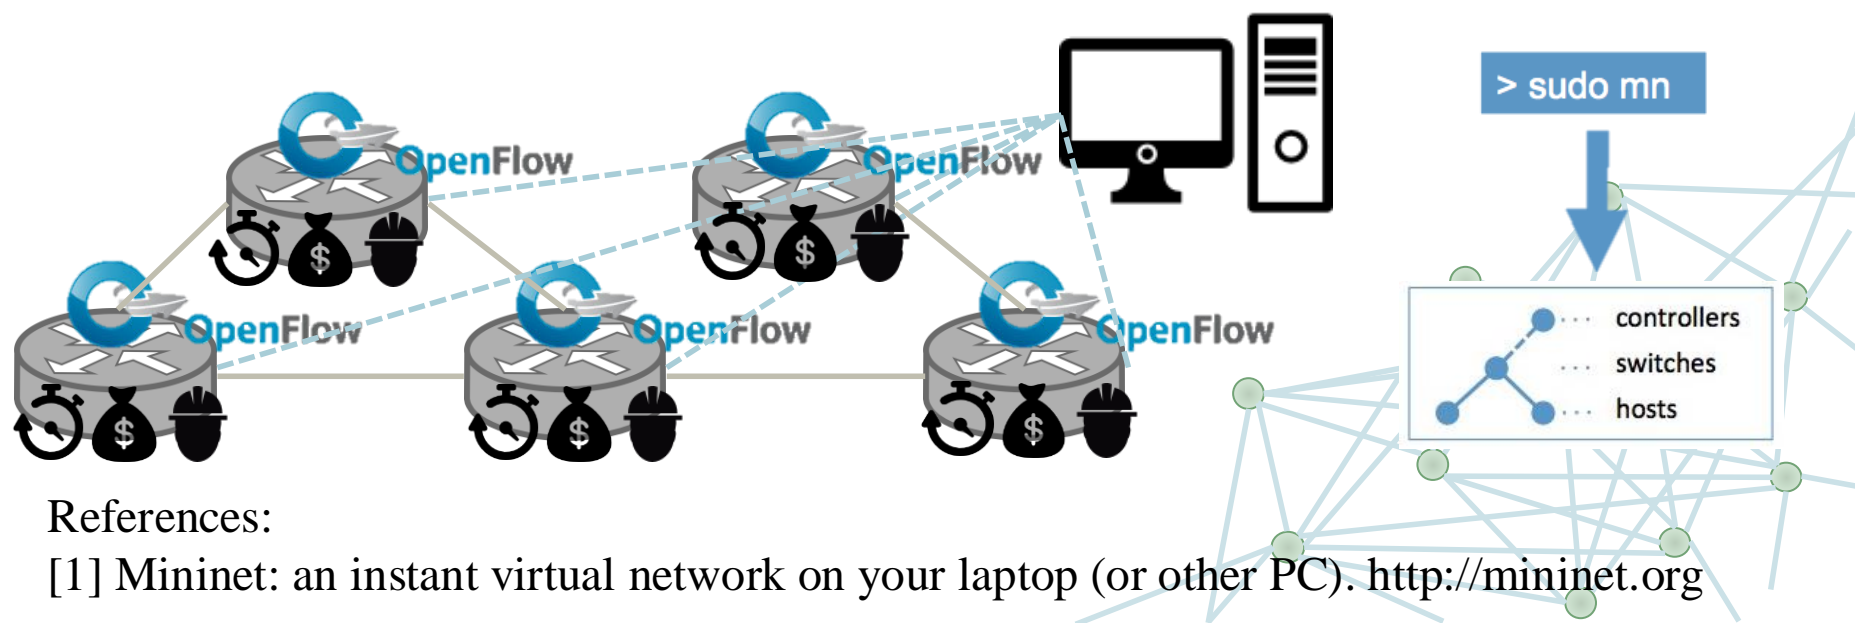 OpenFlow
OpenFlow
> sudo mn
OpenFlow
OpenFlow
OpenFlow
controllers
switches
hosts
$
$
$
$
$
References:
[1] Mininet: an instant virtual network on your laptop (or other PC). http://mininet.org